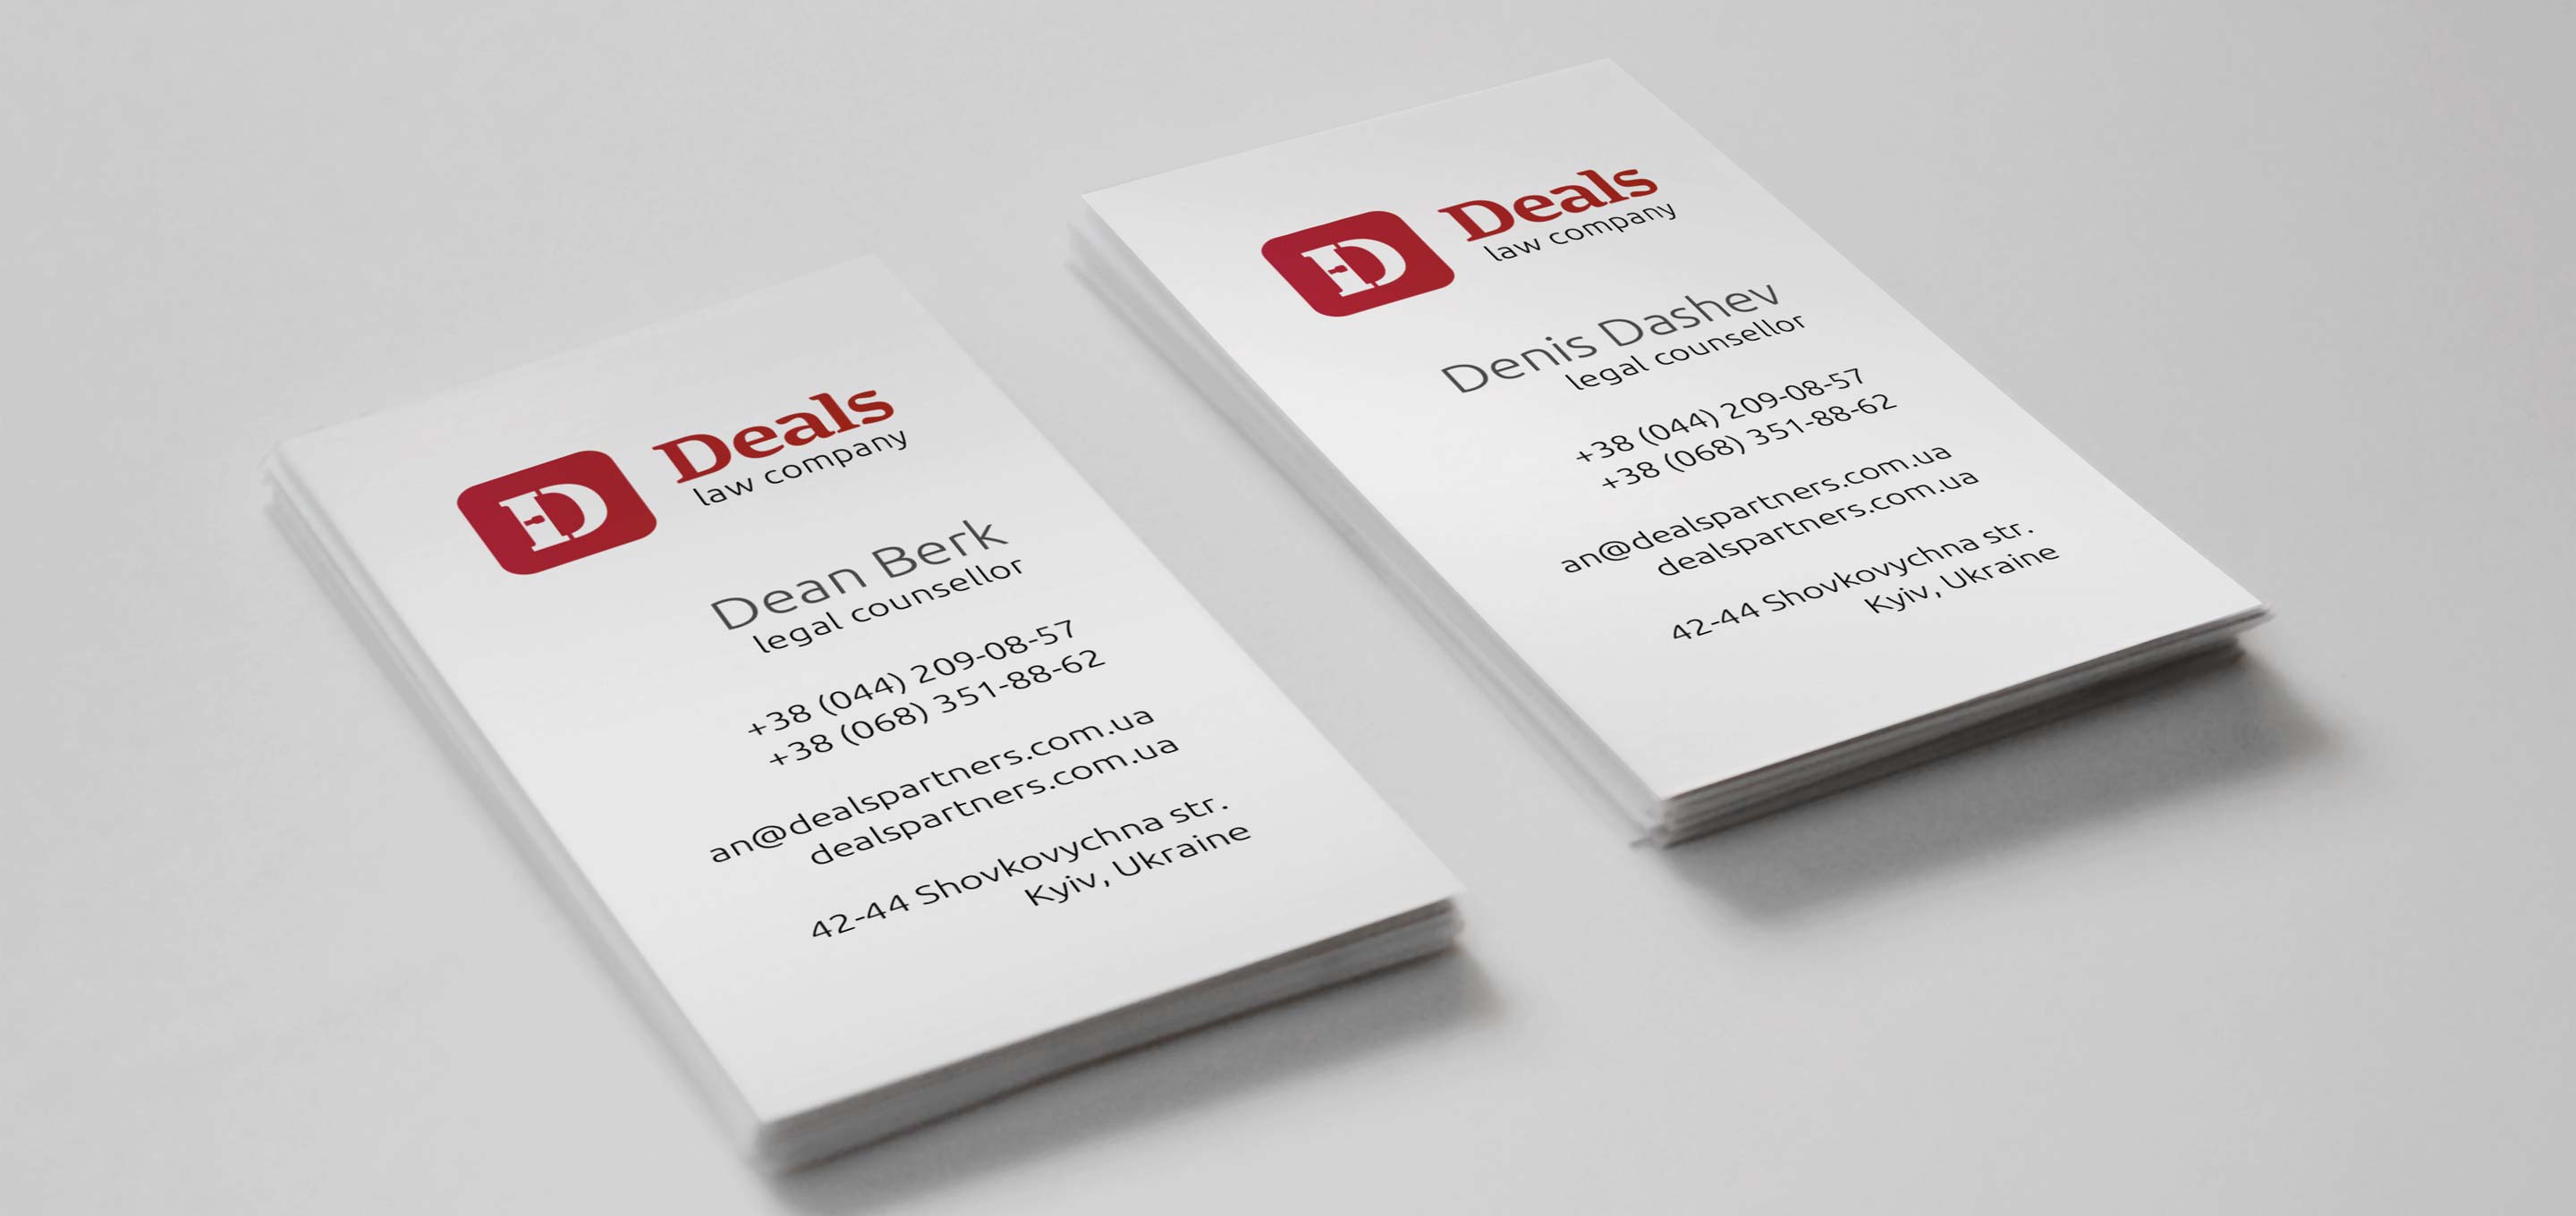 D
Deals
law company
Dean Berk
legal counsellor
+38 (044) 209-08-57
+38 (068) 351-88-62
an@dealspartners.com.ua
dealspartners.com.ua
42-44 Shovkovychna str.
Kyiv, Ukraine
D
Deals
law company
Denis Dashev
legal counsellor
+38 (044) 209-08-57
+38 (068) 351-88-62
an@dealspartners.com.ua
dealspartners.com.ua
42-44 Shovkovychna str.
Kyiv, Ukraine